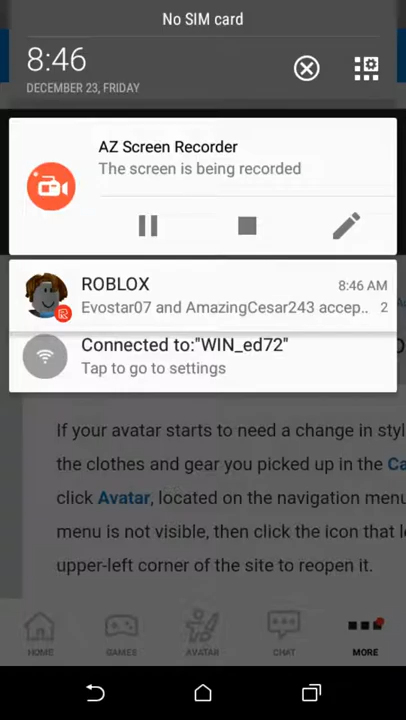 No SIM card
8:46
DECEMBER 23, FRIDAY
AZ Screen Recorder
The screen is being recorded
ROBLOX
8:46 AM
Evostar07 and AmazingCesar243 accep..
2
Connected to:"WIN_ed72"
Tap to go to settings
If your avatar starts to need a change in styl
the clothes and gear you picked up in the Ca
click Avatar, located on the navigation menu
menu is not visible, then click the icon that l
upper-left corner of the site to reopen it.
HOME
GAMES
AVATAR
CHAT
MORE